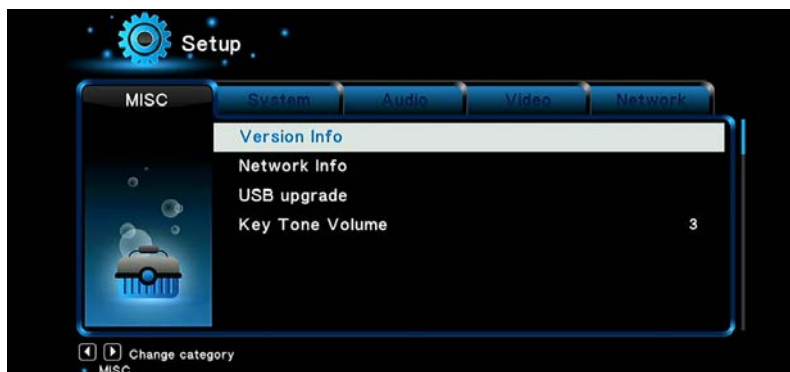 Setup
MISC System Audio Video Network
Version Info
Network Info
USB upgrade
Key Tone Volume 3
Change category
MISC